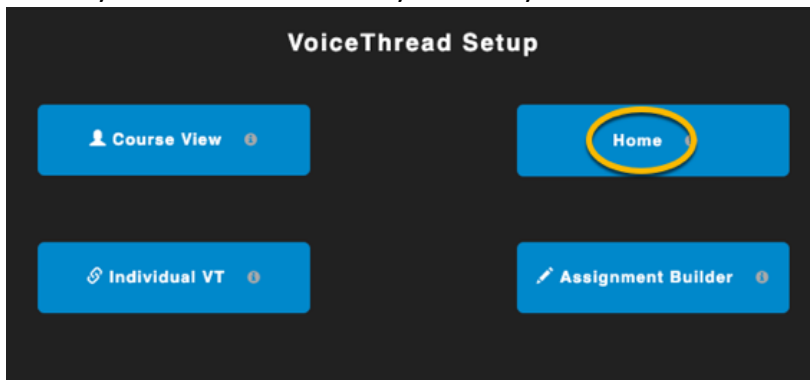 VoiceThread Setup
Course View
Home
Individual VT
Assignment Builder